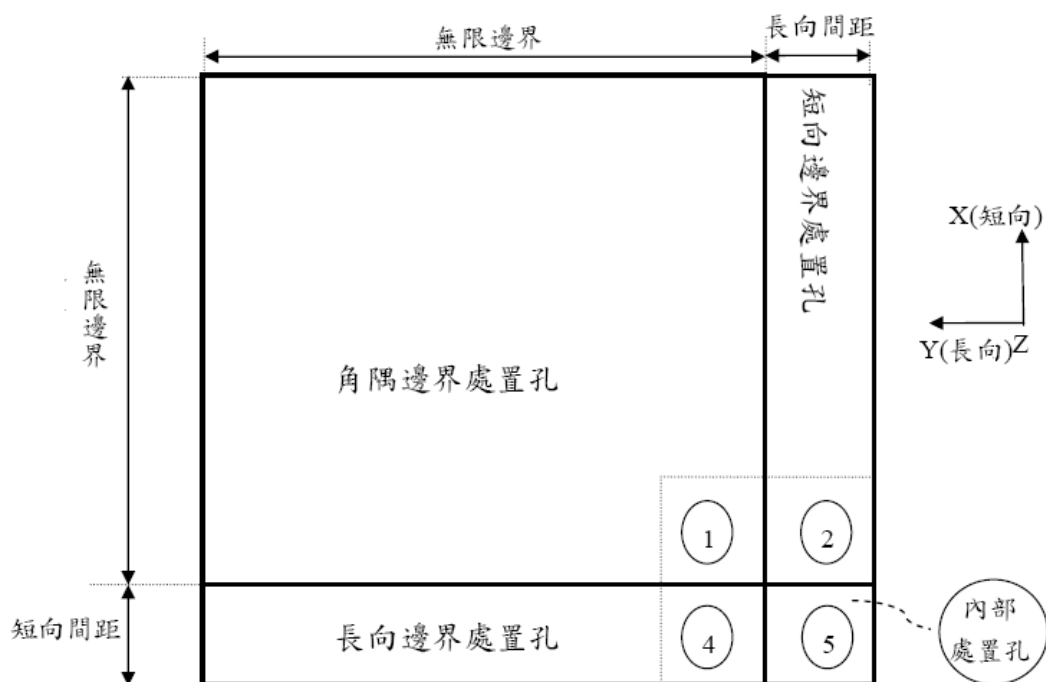 無限邊界
長向間距
短向邊界處置孔
X(短向)
Y(長向)Z
無限邊界
角隅邊界處置孔
1
2
短向間距
長向邊界處置孔
4
5
內部
處置孔